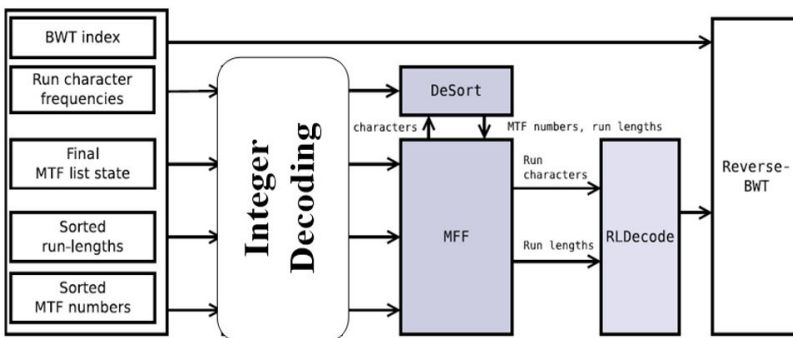 BWT index
Run character
frequencies
Final
MTF list state
Sorted
run-lengths
Sorted
MTF numbers
Integer
Decoding
DeSort
characters
MTF numbers, run lengths
MFF
Run
characters
Run lengths
RLDecode
Reverse-
BWT